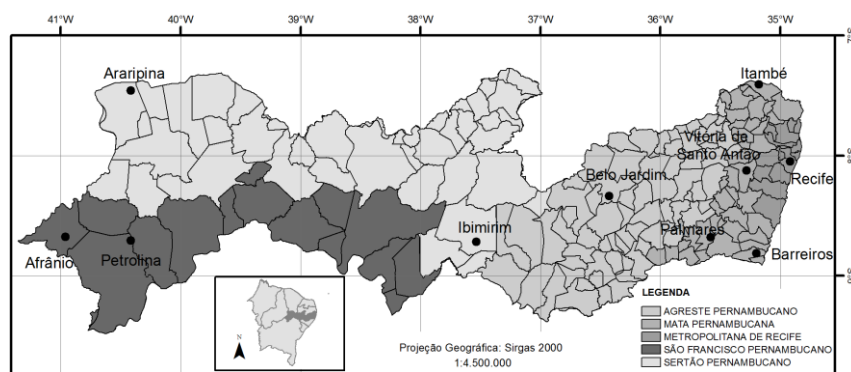 41°W 40°W 39°W 38°W 37°W 36°W 35°W
Araripina
Itambé
Vitoria de
Santo Antão
Recife
Belo Jardim
Ibimirim
Palmares
Barreiros
Afrânio
Petrolina
N
Projeção Geográfica: Sirgas 2000
1:4.500.000
LEGENDA
AGRESTE PERNAMBUCANO
MATA PERNAMBUCANA
METROPOLITANA DE RECIFE
SÃO FRANCISCO PERNAMBUCANO
SERTÃO PERNAMBUCANO